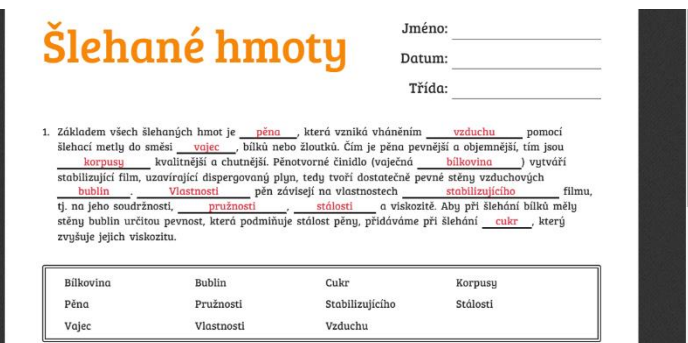 Šlehané hmoty
Jméno:
Datum:
Třída:
1. Základem všech šlehaných hmot je pěna, která vzniká vháněním vzduchu pomocí
šlehací metly do směsi vajec, bílků nebo žloutků. Čím je pěna pevnější a objemnější, tím jsou
korpusy kvalitnější a chutnější. Pěnotvorné činidlo (vaječná bílkovina) vytváří
stabilizující film, uzavírající dispergovaný plyn, tedy tvoří dostatečně pevné stěny vzduchových
bublin. Vlastnosti pěn závisejí na vlastnostech stabilizujícího filmu,
tj. na jeho soudržnosti, pružnosti, stálosti a viskozitě. Aby při šlehání bílků měly
stěny bublin určitou pevnost, která podmiňuje stálost pěny, přidáváme při šlehání cukr, který
zvyšuje jejich viskozitu.
Bílkovina Bublin Cukr Korpusy
Pěna Pružnosti Stabilizujícího Stálosti
Vajec Vlastnosti Vzduchu